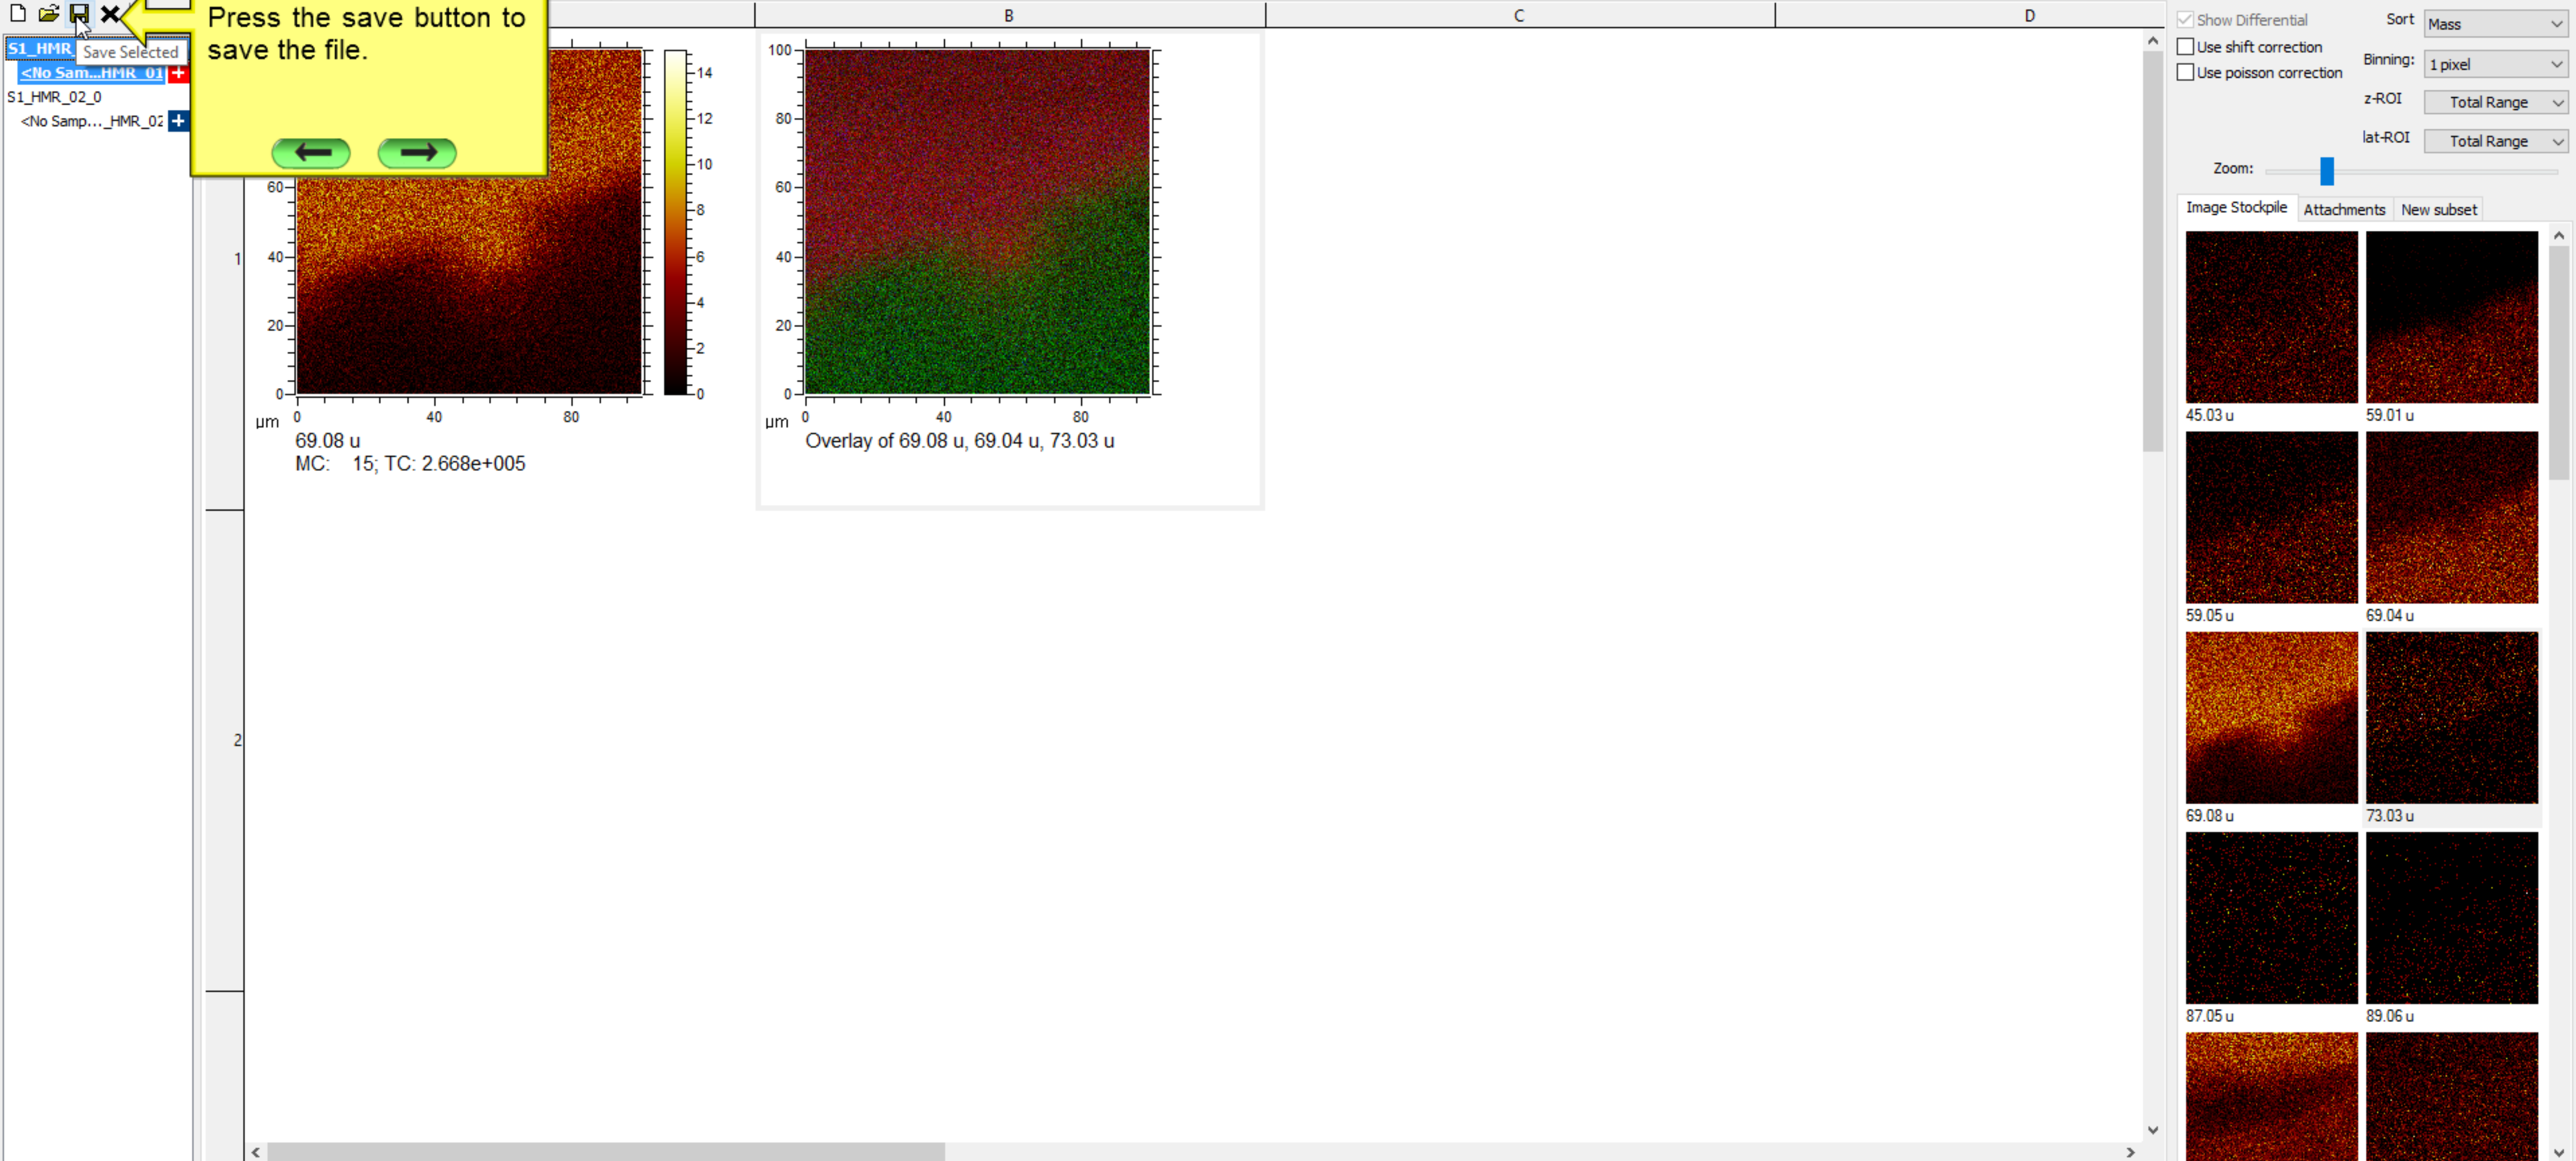 Press the save button to
save the file.
Save Selected
S1_HMR_
<No Sam...HMR_01
S1_HMR_02_0
<No Samp..._HMR_02
B
C
D
1
2
60
40
20
0
0
40
80
µm
14
12
10
8
6
4
2
0
69.08 u
MC: 15; TC: 2.668e+005
100
80
60
40
20
0
0
40
80
µm
Overlay of 69.08 u, 69.04 u, 73.03 u
Show Differential
Sort
Mass
Use shift correction
Binning:
1 pixel
Use poisson correction
z-ROI
Total Range
lat-ROI
Total Range
Zoom:
Image Stockpile
Attachments
New subset
45.03 u
59.01 u
59.05 u
69.04 u
69.08 u
73.03 u
87.05 u
89.06 u